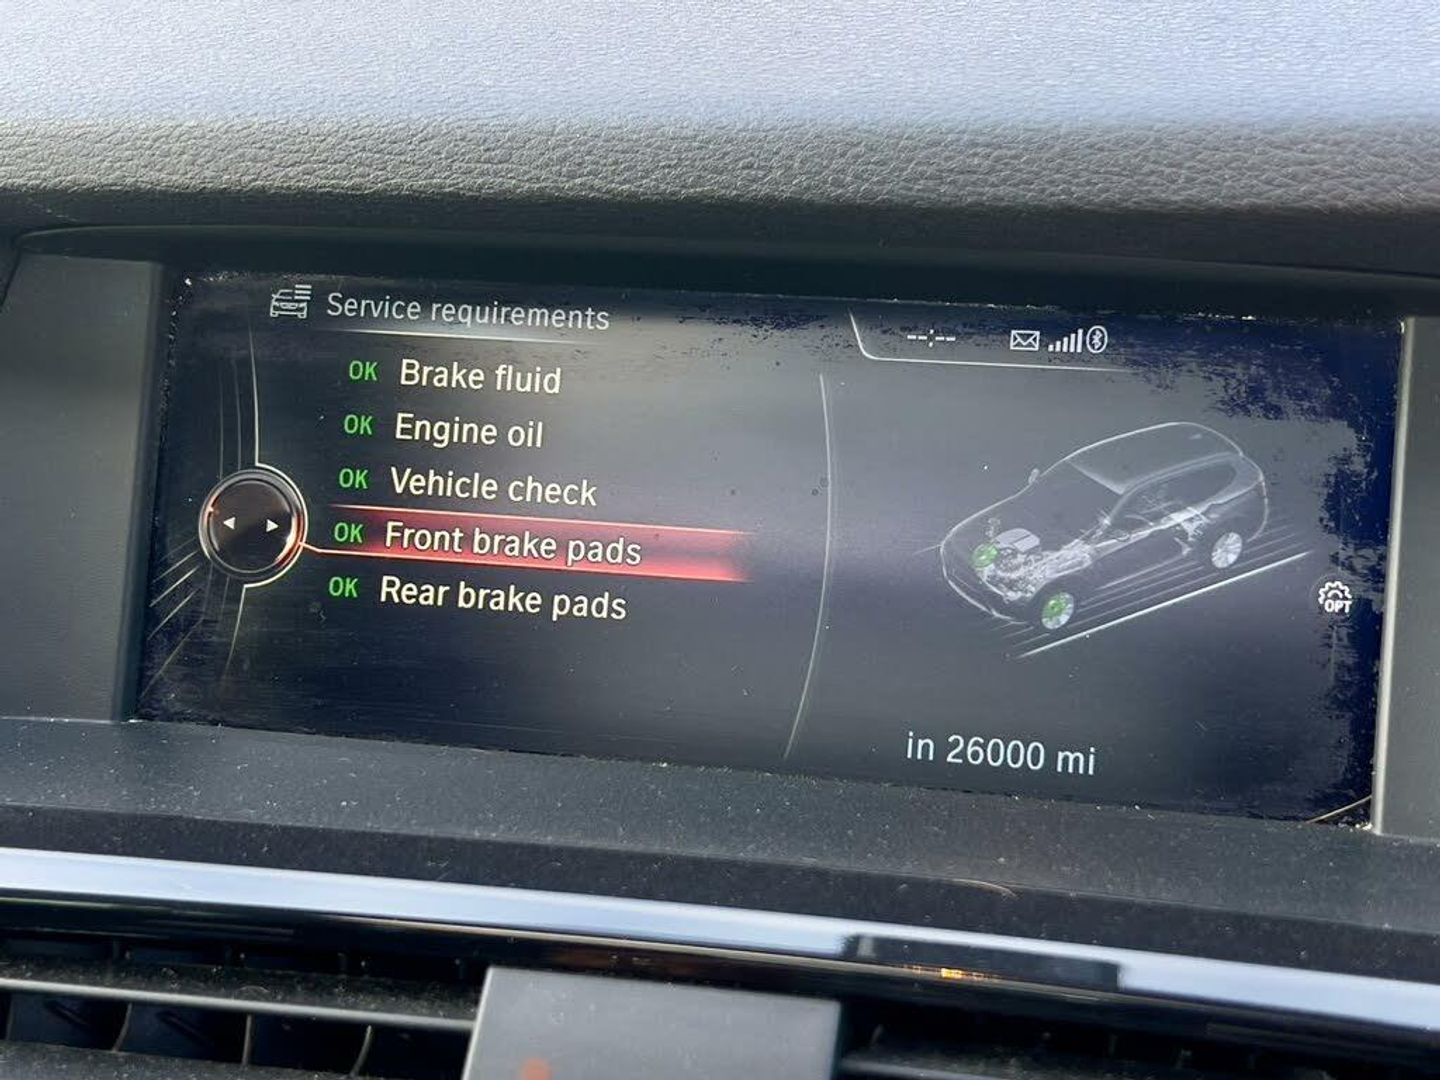 Service requirements
--:--
OK Brake fluid
OK Engine oil
OK Vehicle check
OK Front brake pads
OK Rear brake pads
OPT
in 26000 mi